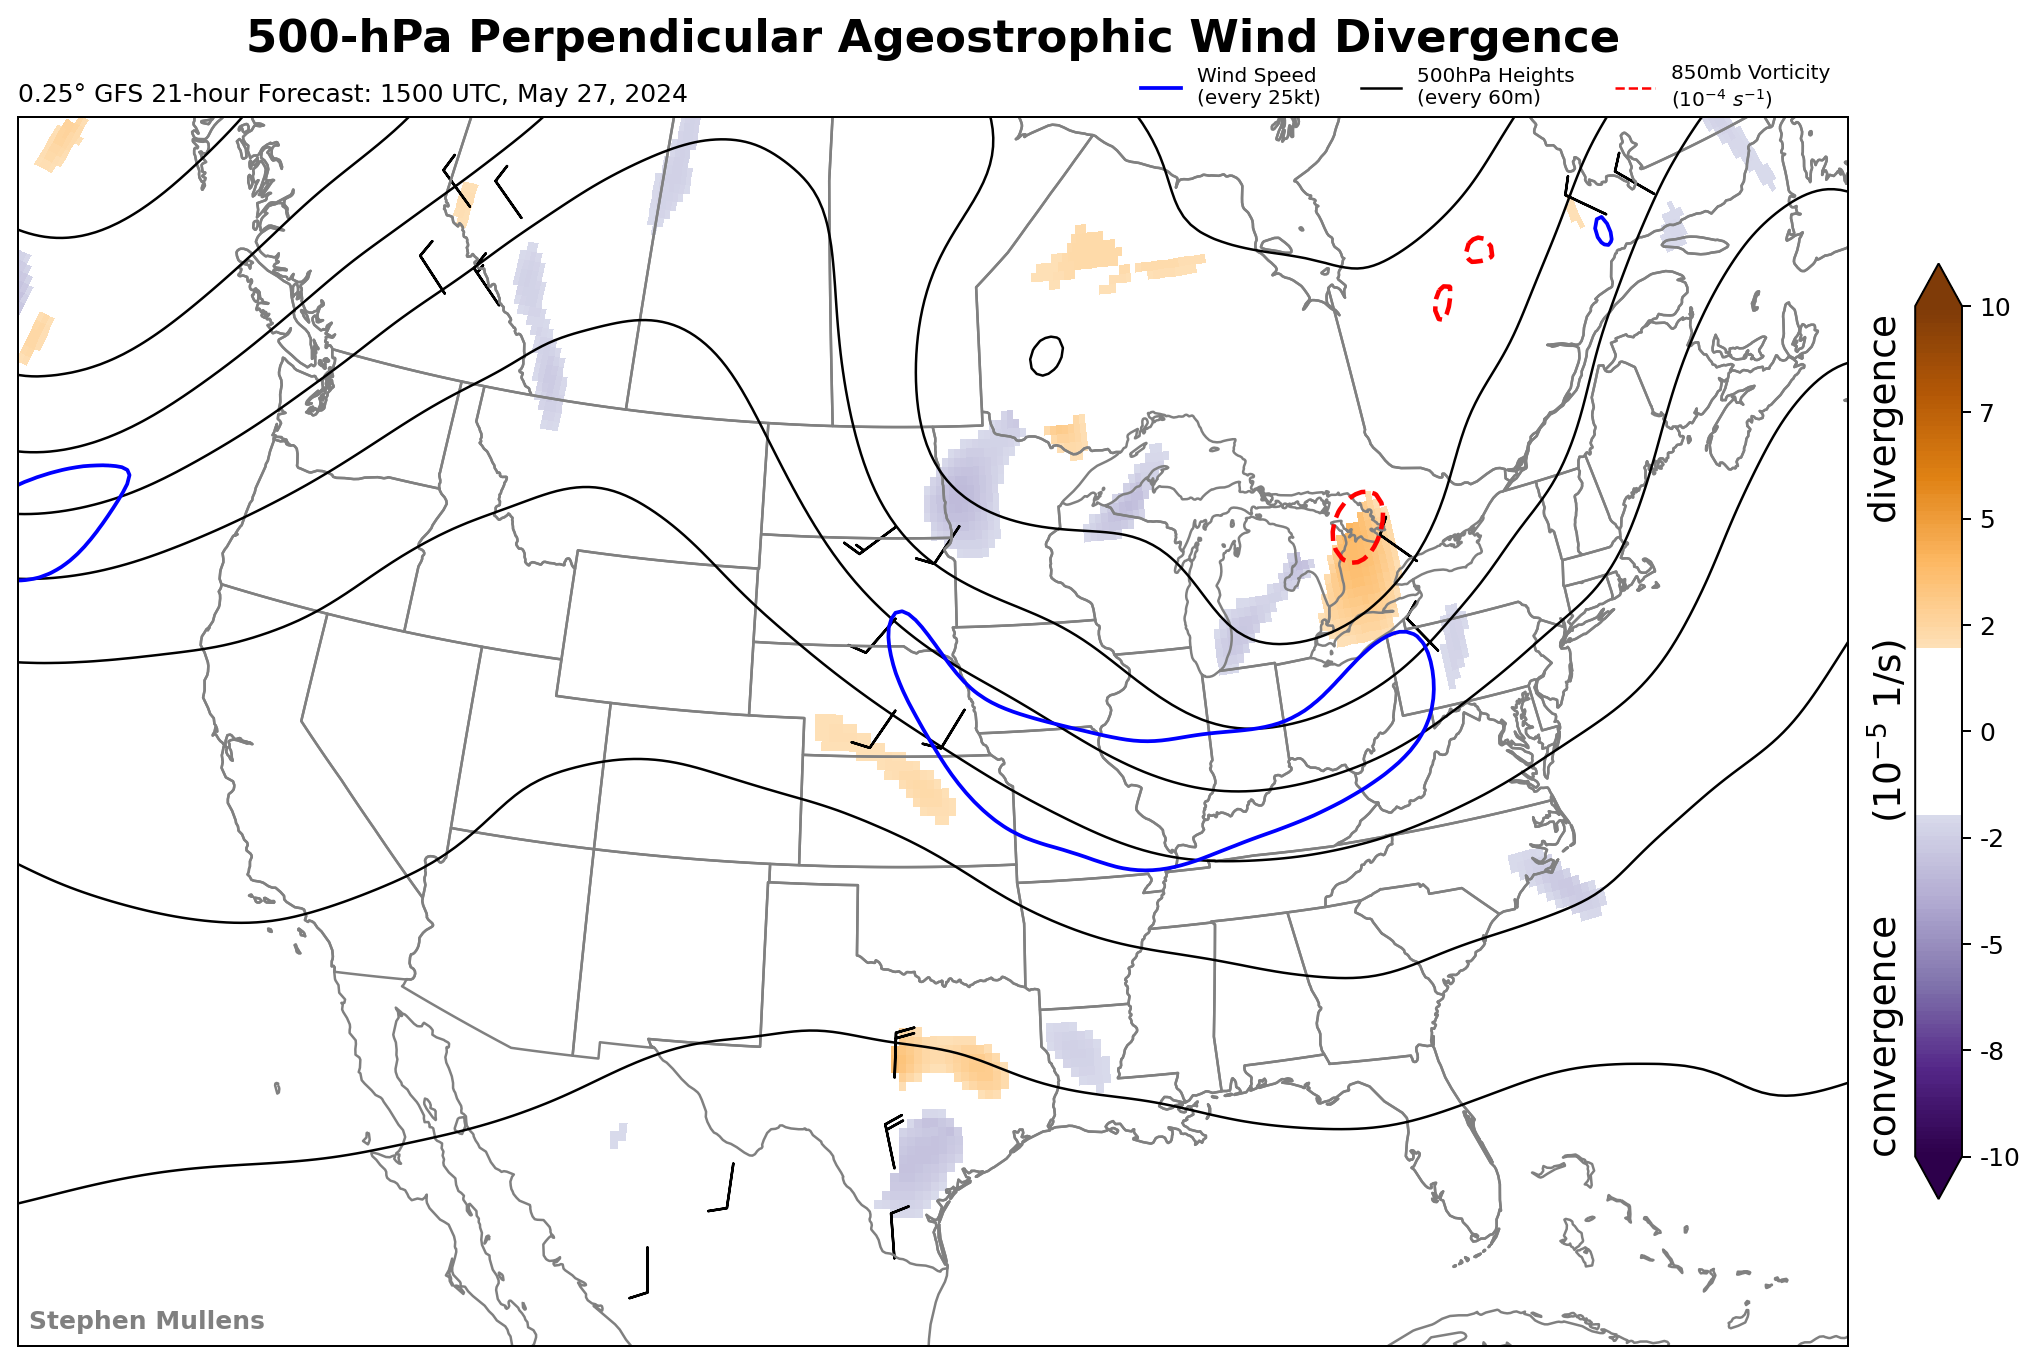 500-hPa Perpendicular Ageostrophic Wind Divergence
0.25° GFS 21-hour Forecast: 1500 UTC, May 27, 2024
Wind Speed
(every 25kt)
500hPa Heights
(every 60m)
850mb Vorticity
(10⁻⁴ s⁻¹)
10
7
5
2
0
-2
-5
-8
-10
convergence (10⁻⁵ 1/s) divergence
Stephen Mullens